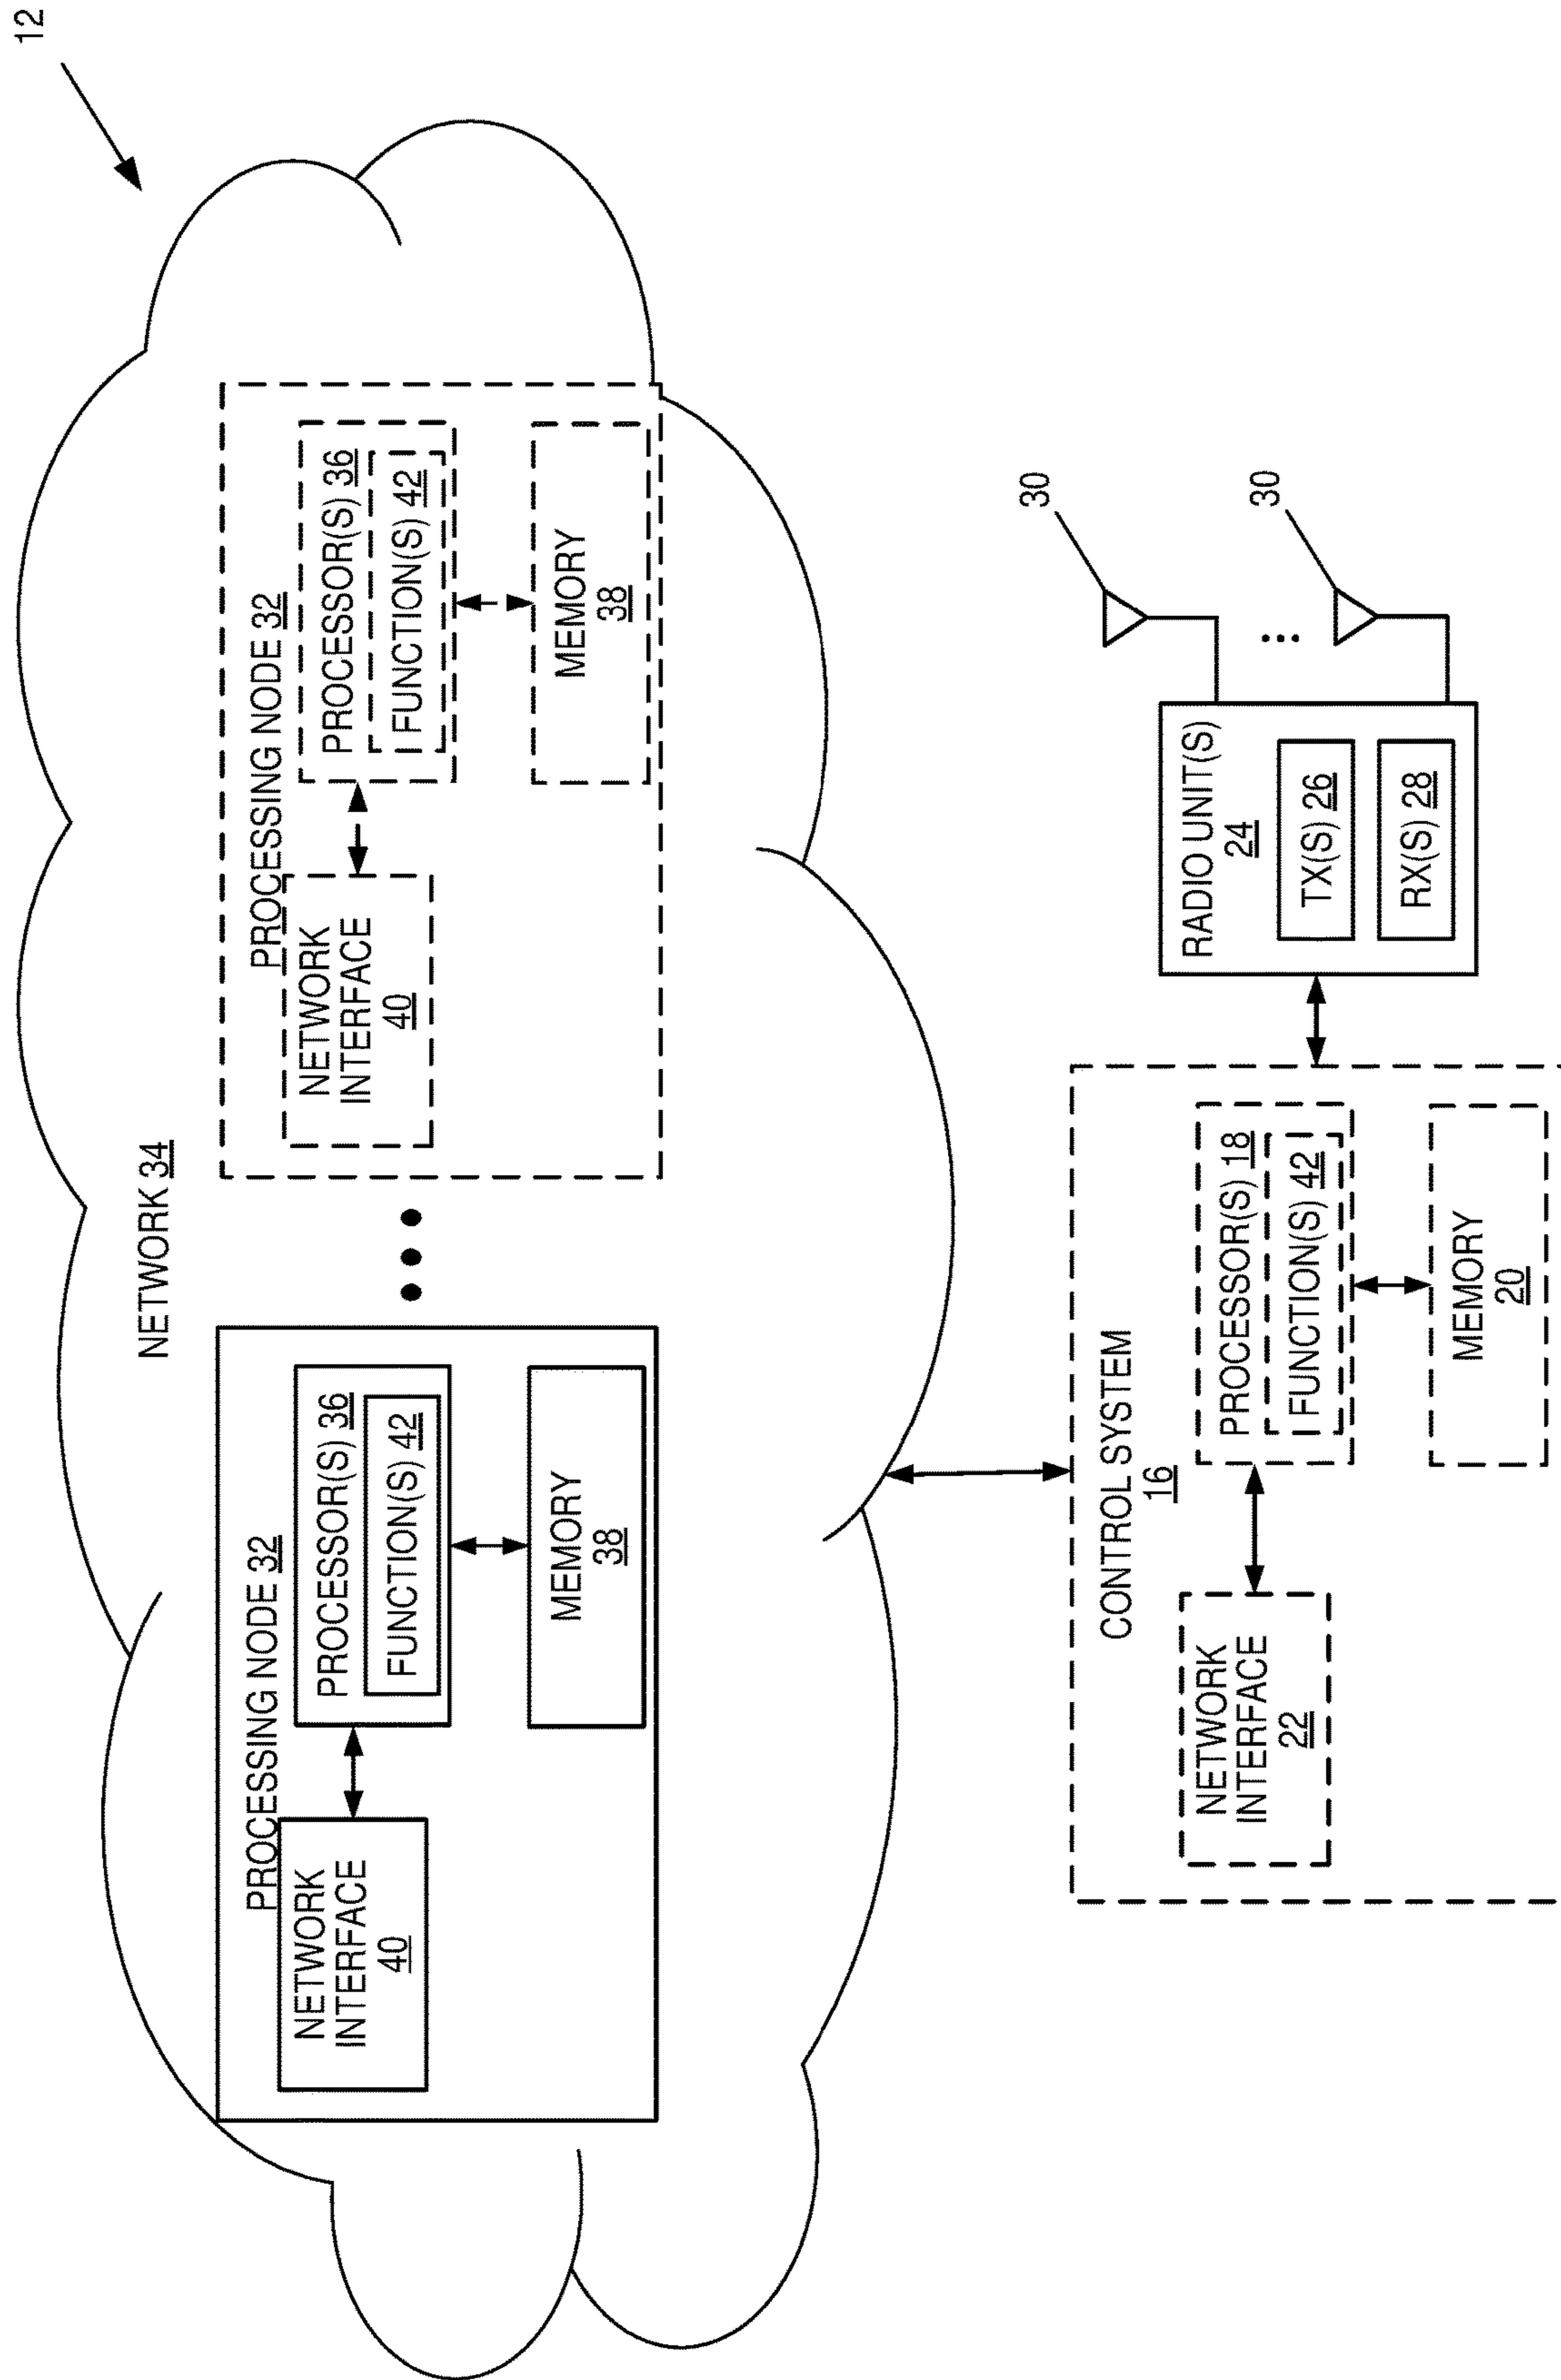 12
NETWORK 34
PROCESSING NODE 32
NETWORK
INTERFACE
40
PROCESSOR(S) 36
FUNCTION(S) 42
MEMORY
38
PROCESSING NODE 32
NETWORK
INTERFACE
40
PROCESSOR(S) 36
FUNCTION(S) 42
MEMORY
38
CONTROL SYSTEM
16
NETWORK
INTERFACE
22
PROCESSOR(S) 18
FUNCTION(S) 42
MEMORY
20
RADIO UNIT(S)
24
TX(S) 26
RX(S) 28
30
30